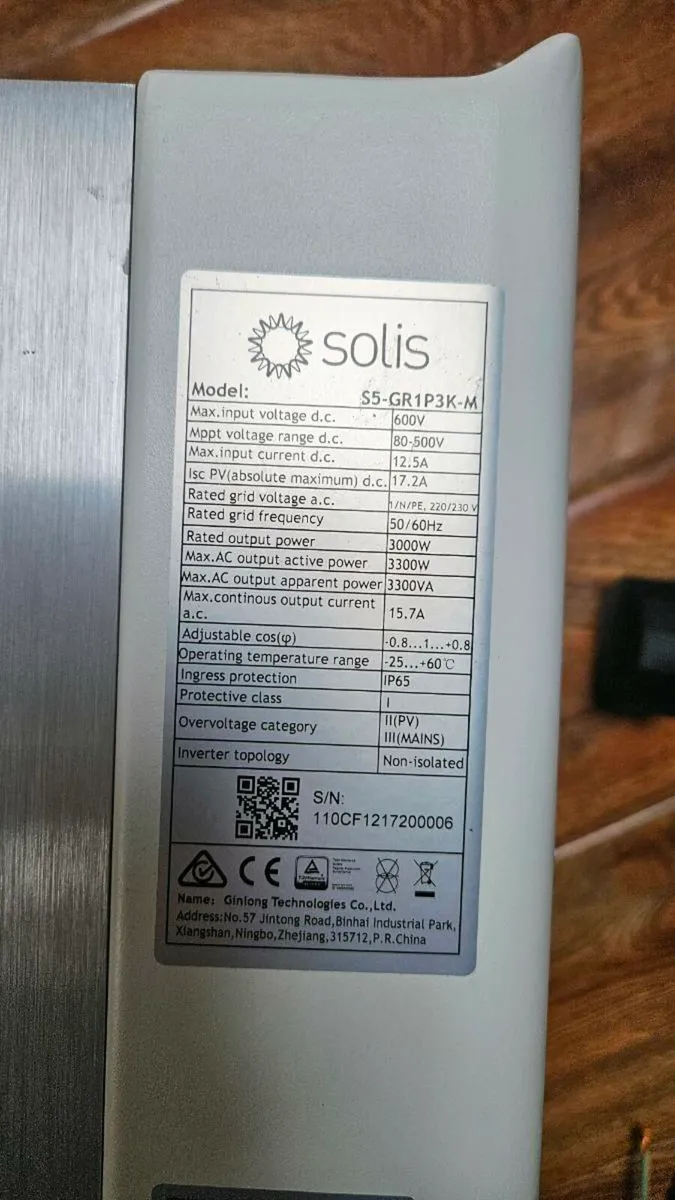 solis
Model: S5-GR1P3K-M
Max.input voltage d.c. 600V
Mppt voltage range d.c. 80-500V
Max.input current d.c. 12.5A
Isc PV(absolute maximum) d.c. 17.2A
Rated grid voltage a.c. 1/N/PE, 220/230 V
Rated grid frequency 50/60Hz
Rated output power 3000W
Max.AC output active power 3300W
Max.AC output apparent power 3300VA
Max.continous output current
a.c. 15.7A
Adjustable cos(φ) -0.8...1...+0.8
Operating temperature range -25...+60℃
Ingress protection IP65
Protective class I
Overvoltage category II(PV)
III(MAINS)
Inverter topology Non-isolated
S/N:
110CF1217200006
CE
Name: Ginlong Technologies Co.,Ltd.
Address:No.57 Jintong Road,Binhai Industrial Park,
Xiangshan,Ningbo,Zhejiang,315712,P.R.China